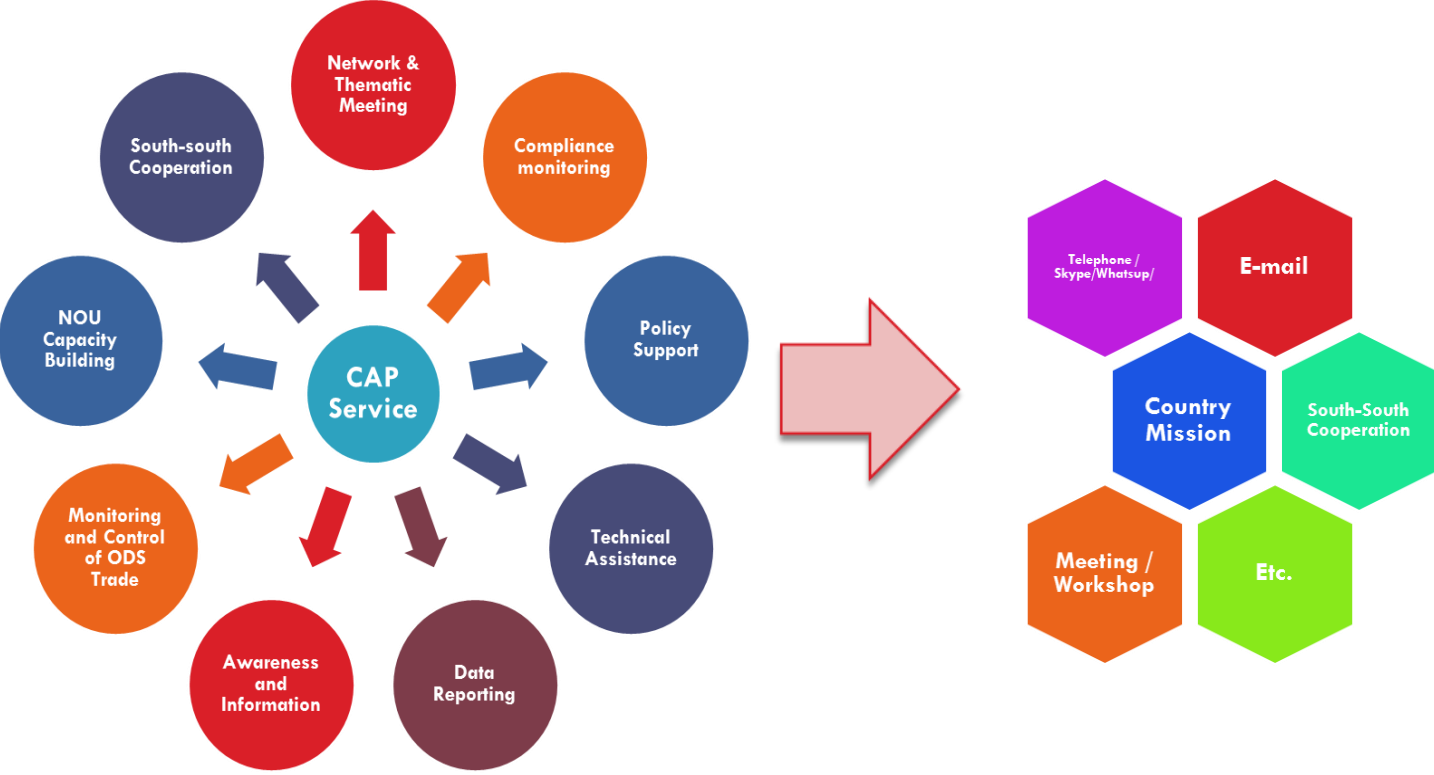 Network &
Thematic
Meeting
Compliance
monitoring
Policy
Support
Technical
Assistance
Data
Reporting
Awareness
and
Information
Monitoring
and Control
of ODS
Trade
NOU
Capacity
Building
South-south
Cooperation
CAP
Service
Telephone /
Skype/Whatsup/
E-mail
Country
Mission
South-South
Cooperation
Meeting /
Workshop
Etc.